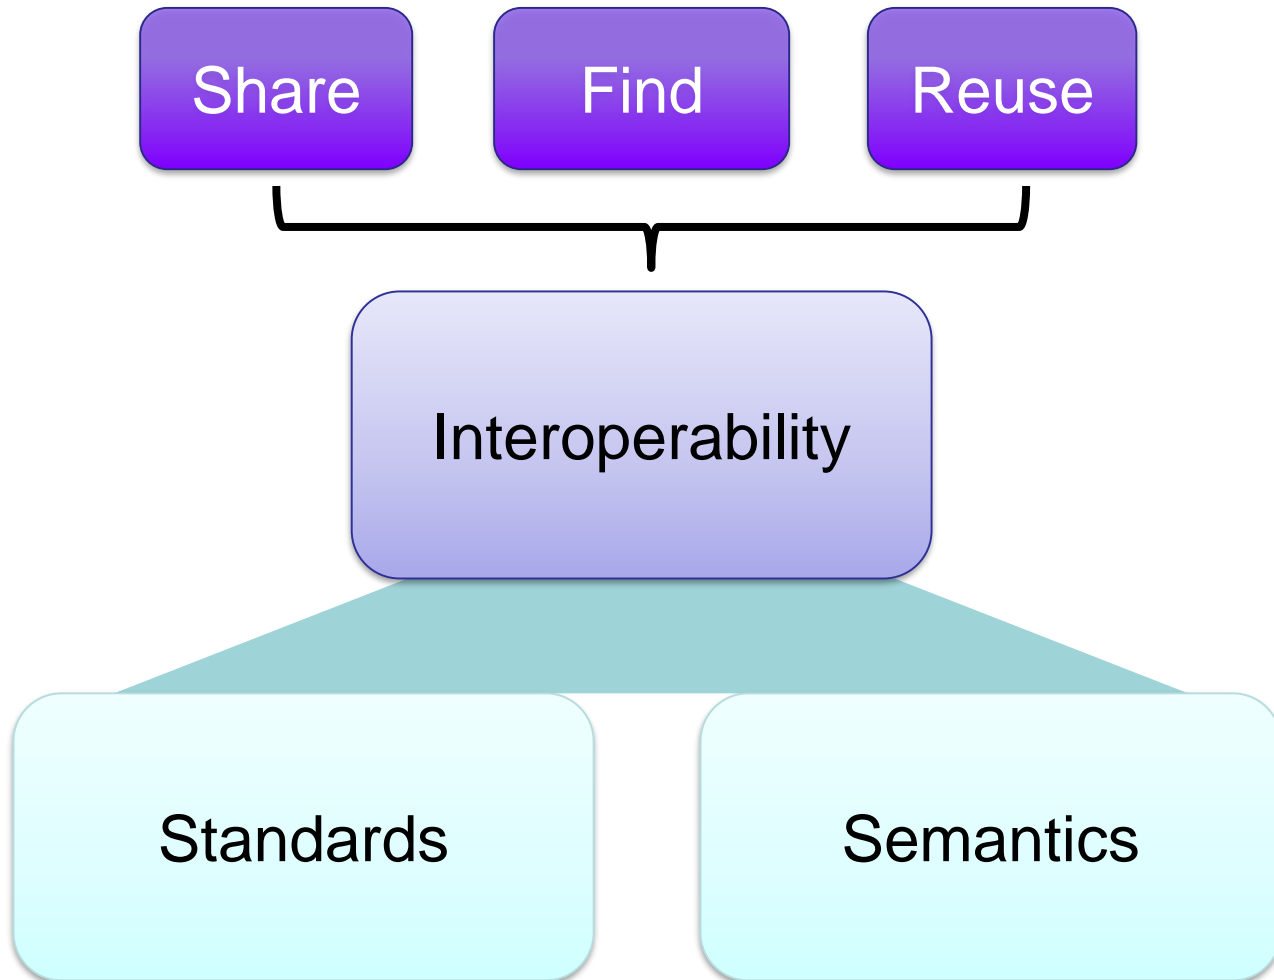 Share
Find
Reuse
Interoperability
Standards
Semantics